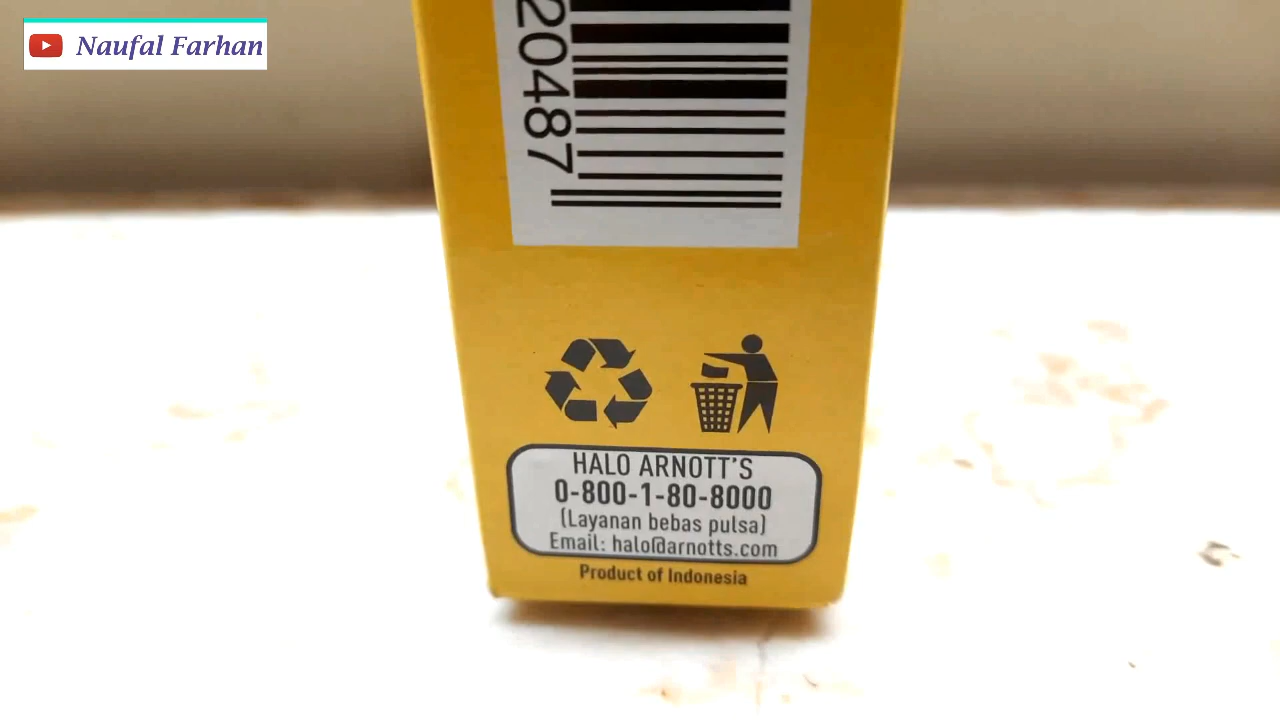 Naufal Farhan
20487
HALO ARNOTT'S
0-800-1-80-8000
(Layanan bebas pulsa)
Email: halo@arnotts.com
Product of Indonesia